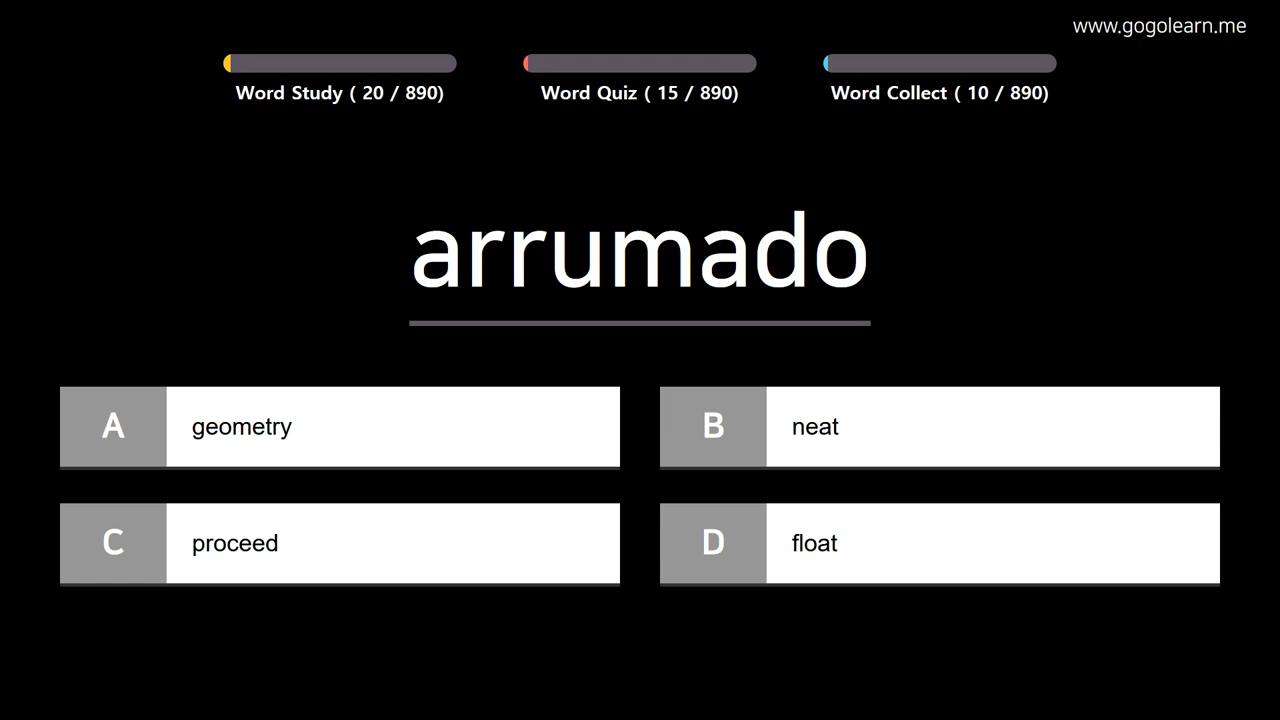 www.gogolearn.me
Word Study ( 20 / 890)
Word Quiz ( 15 / 890)
Word Collect ( 10 / 890)
arrumado
A geometry
B neat
C proceed
D float